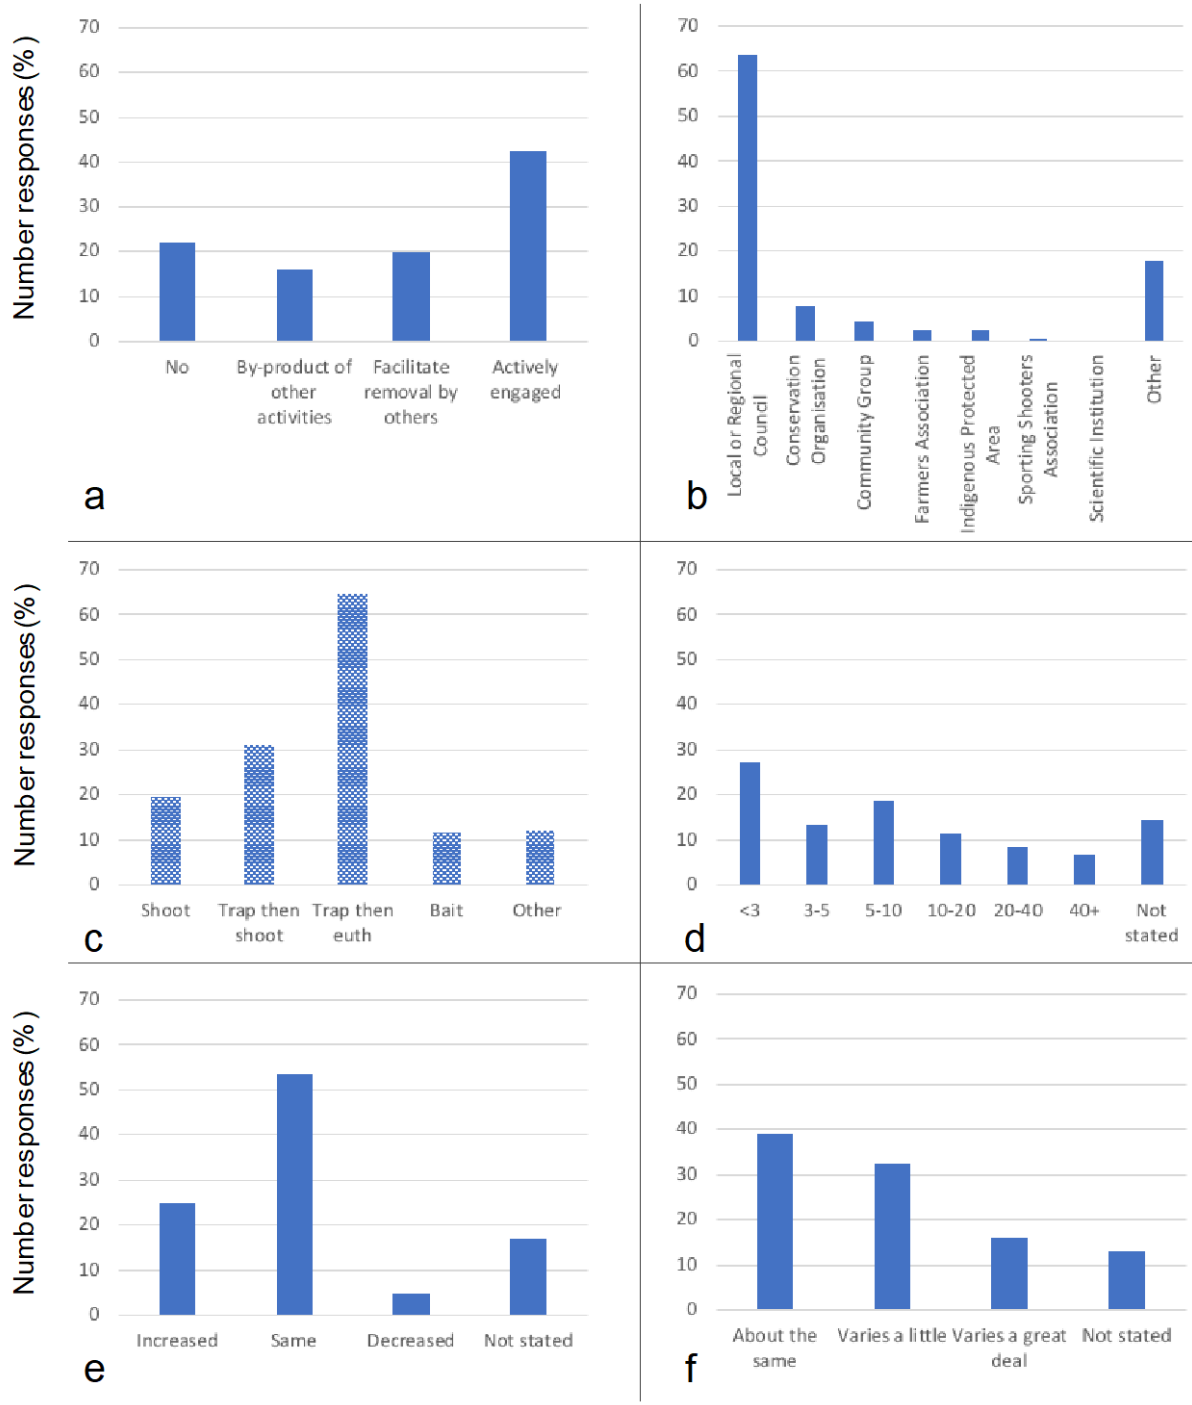 Number responses (%)
70
60
50
40
30
20
10
0
No
By-product of
other
activities
Facilitate
removal by
others
Actively
engaged
a
70
60
50
40
30
20
10
0
Local or Regional
Council
Conservation
Organisation
Community Group
Farmers Association
Indigenous Protected
Area
Sporting Shooters
Association
Scientific Institution
Other
b
Number responses (%)
70
60
50
40
30
20
10
0
Shoot
Trap then
shoot
Trap then
euth
Bait
Other
c
70
60
50
40
30
20
10
0
<3
3-5
5-10
10-20
20-40
40+
Not
stated
d
Number responses (%)
70
60
50
40
30
20
10
0
Increased
Same
Decreased
Not stated
e
70
60
50
40
30
20
10
0
About the
same
Varies a little
Varies a great
deal
Not stated
f